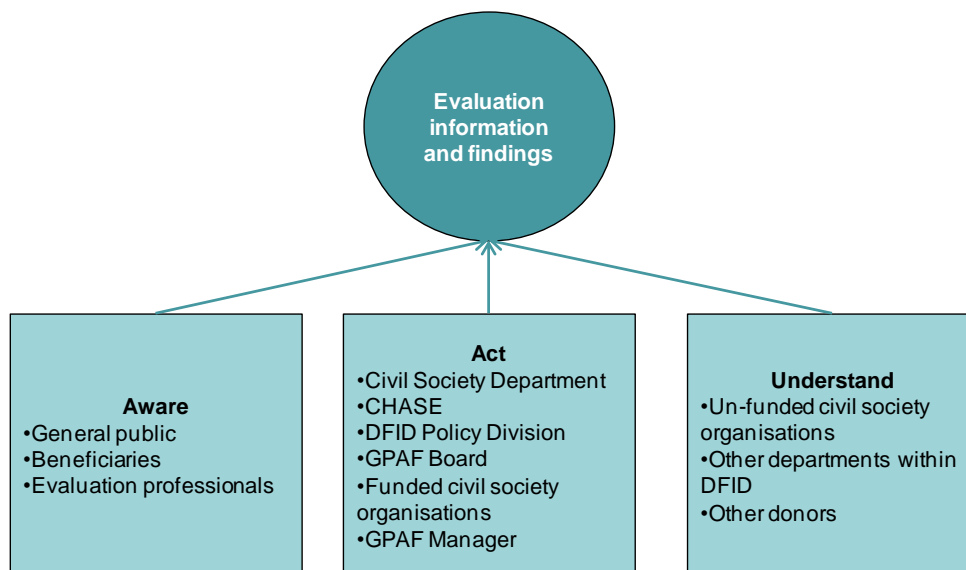 Evaluation
information
and findings
Aware
•General public
•Beneficiaries
•Evaluation professionals
Act
•Civil Society Department
•CHASE
•DFID Policy Division
•GPAF Board
•Funded civil society
organisations
•GPAF Manager
Understand
•Un-funded civil society
organisations
•Other departments within
DFID
•Other donors